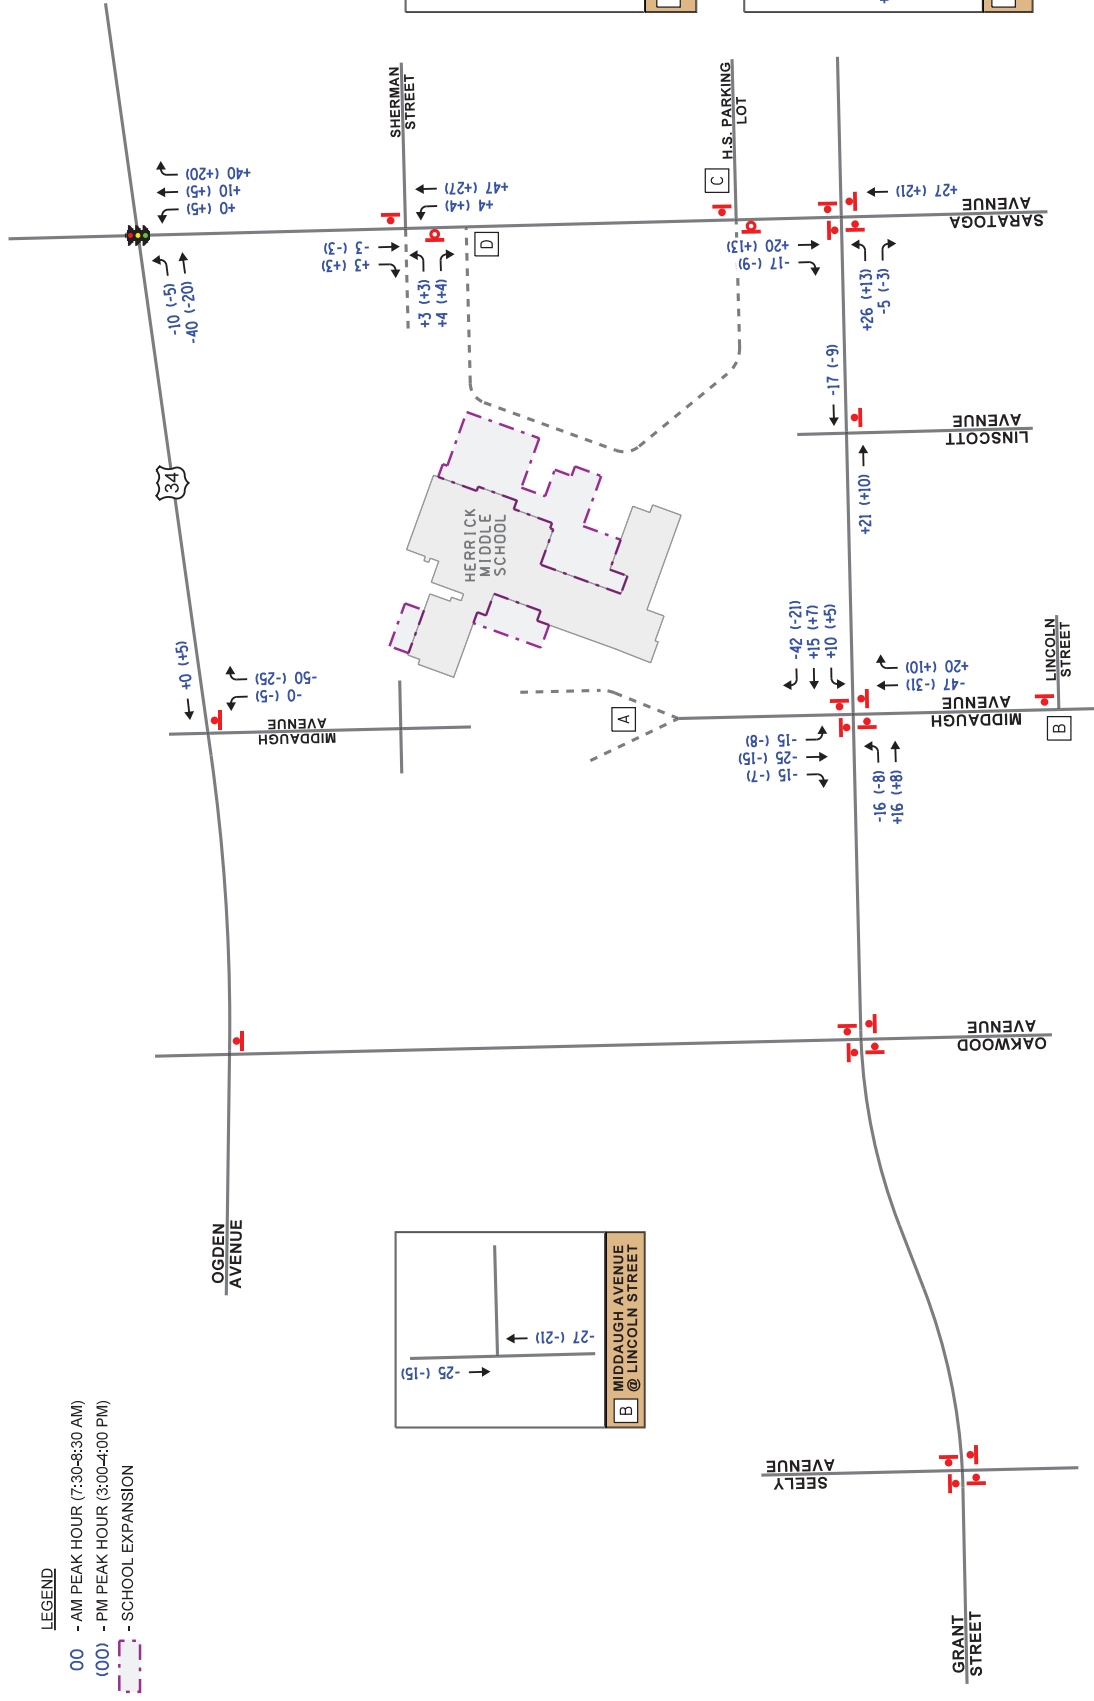 LEGEND
00 - AM PEAK HOUR (7:30-8:30 AM)
(00) - PM PEAK HOUR (3:00-4:00 PM)
- SCHOOL EXPANSION
OGDEN
AVENUE
34
SHERMAN
STREET
H.S. PARKING
LOT
SARATOGA
AVENUE
LINSCOTT
AVENUE
LINCOLN
STREET
MIDDAUGH
AVENUE
MIDDAUGH
AVENUE
OAKWOOD
AVENUE
SEELY
AVENUE
GRANT
STREET
HERRICK
MIDDLE
SCHOOL
A
B
C
D
+0 (+5)
+10 (+5)
+40 (+20)
-10 (-5)
-40 (-20)
+4 (+4)
+47 (+27)
-3 (-3)
+3 (+3)
+3 (+3)
+4 (+4)
+20 (+13)
-17 (-9)
+27 (+21)
+26 (+13)
-5 (-3)
-17 (-9)
+21 (+10)
+0 (+5)
-0 (-5)
-50 (-25)
-42 (-21)
+15 (+7)
+10 (+5)
-47 (-31)
+20 (+10)
-15 (-8)
-25 (-15)
-15 (-7)
-16 (-8)
+16 (+8)
-25 (-15)
-27 (-21)
B MIDDAUGH AVENUE
@ LINCOLN STREET